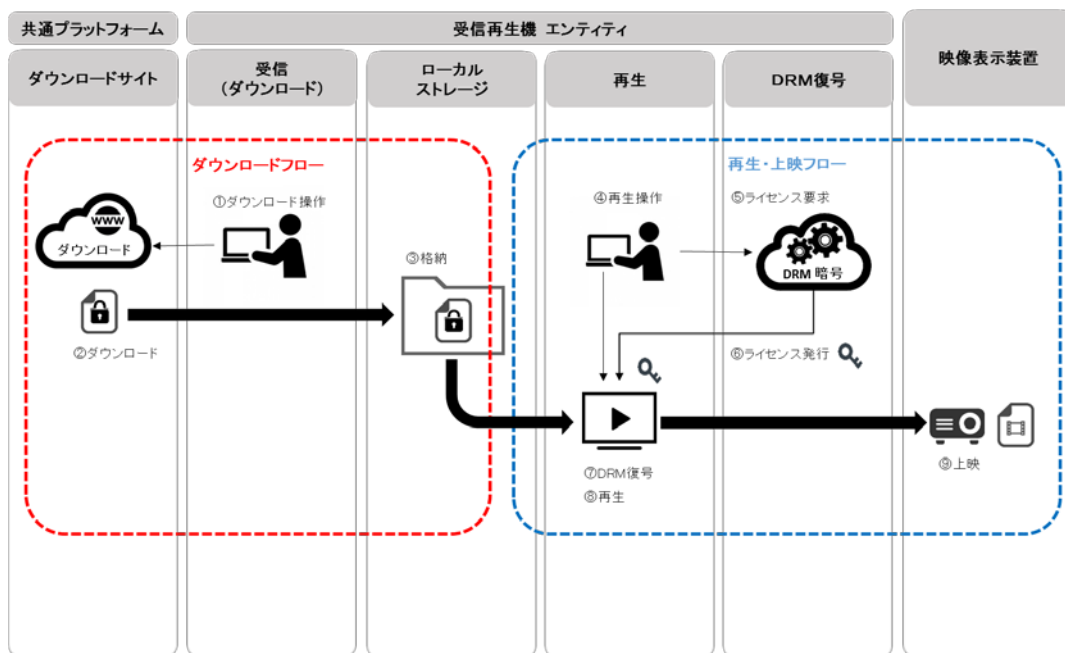 共通プラットフォーム
受信再生機 エンティティ
映像表示装置
ダウンロードサイト
受信
(ダウンロード)
ローカル
ストレージ
再生
DRM復号
ダウンロードフロー
再生・上映フロー
①ダウンロード操作
WWW
ダウンロード
②ダウンロード
③格納
④再生操作
⑤ライセンス要求
DRM 暗号
⑥ライセンス発行
⑦DRM復号
⑧再生
⑨上映